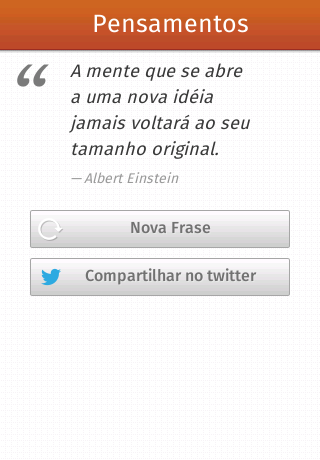 Pensamentos
“
A mente que se abre
a uma nova idéia
jamais voltará ao seu
tamanho original.
— Albert Einstein
Nova Frase
Compartilhar no twitter